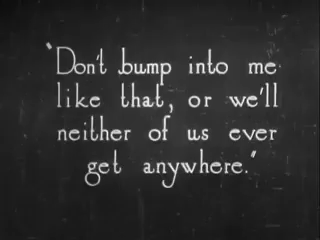 "Don't bump into me
like that, or we'll
neither of us ever
get anywhere."